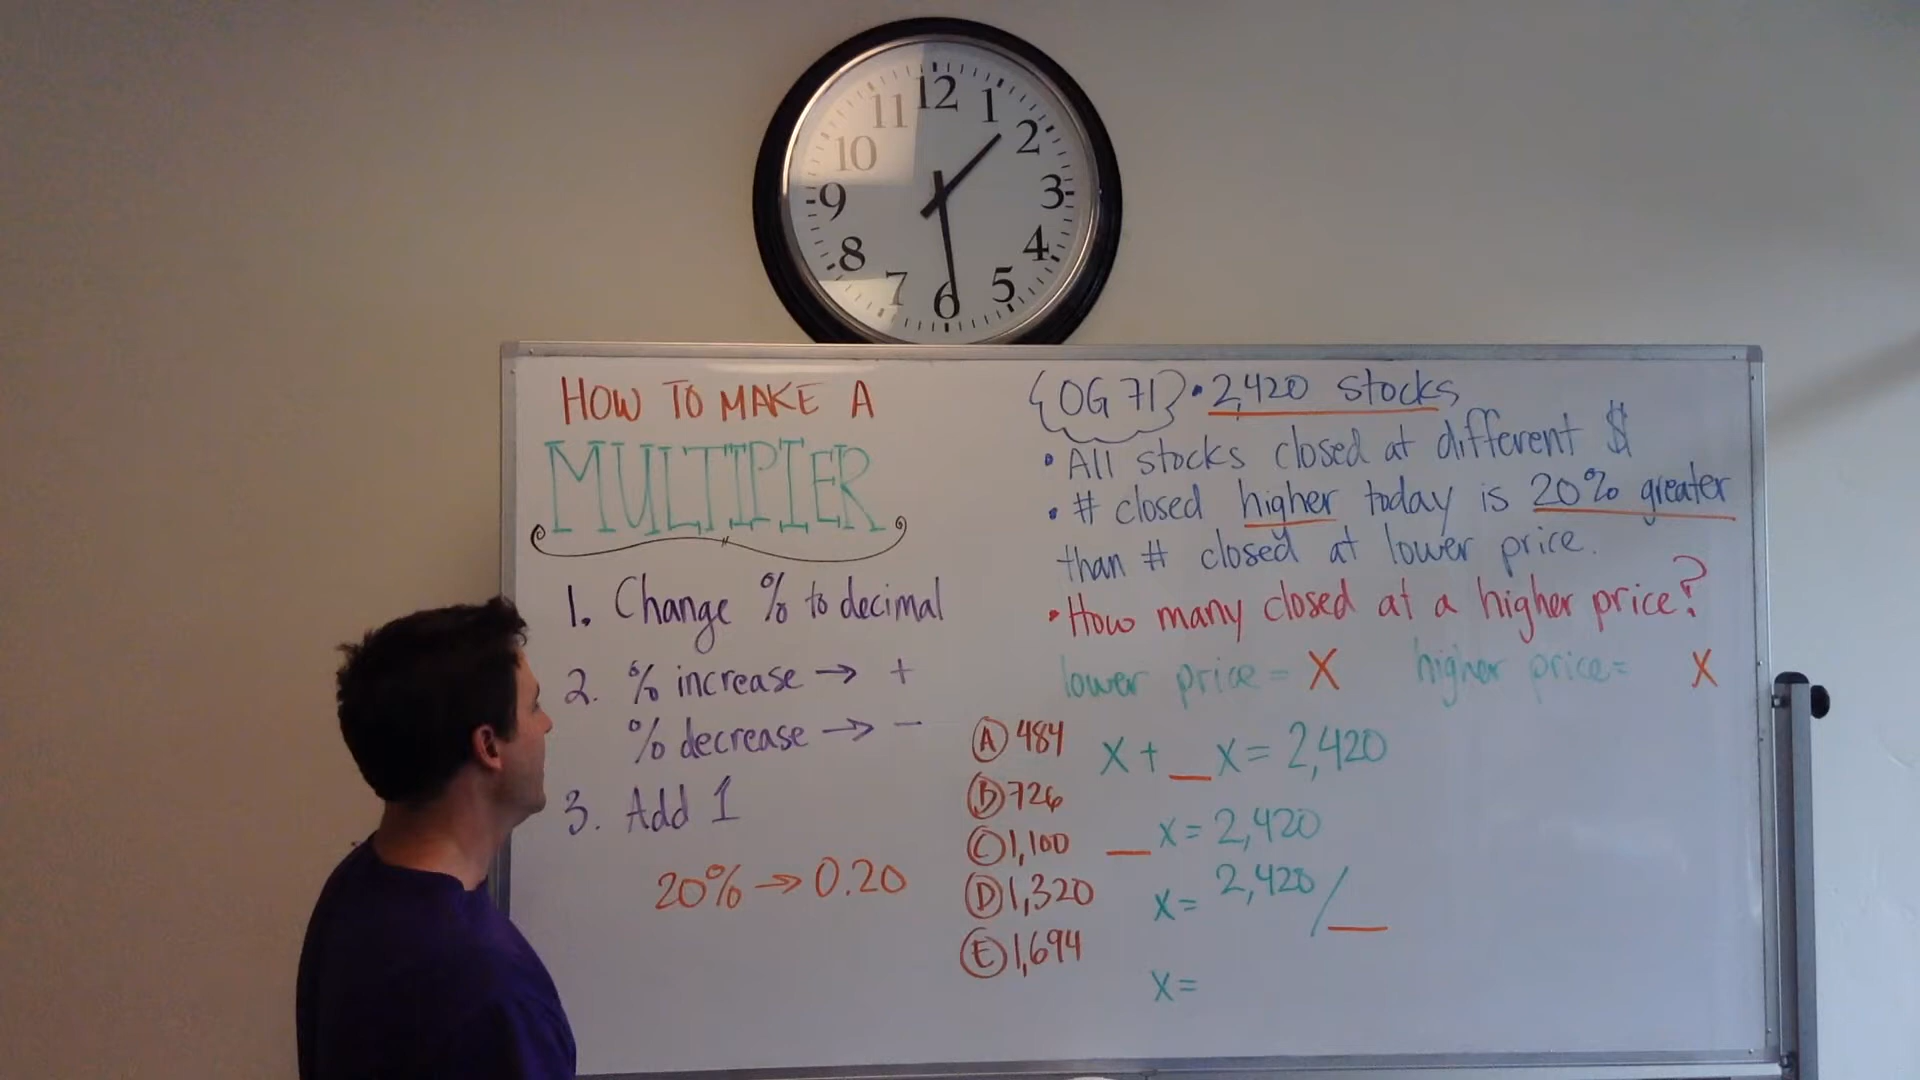 12
11 1
10 2
9 3
8 4
7 5
6
HOW TO MAKE A
MULTIPIER
1. Change % to decimal
2. % increase → +
% decrease → −
3. Add 1
20% → 0.20
{OG 71} • 2,420 stocks
• All stocks closed at different $
• # closed higher today is 20% greater
than # closed at lower price.
• How many closed at a higher price?
lower price = X higher price= X
A 484
B 726
C 1,100
D 1,320
E 1,694
X + __ x = 2,420
__ x = 2,420
x = 2,420/__
x =